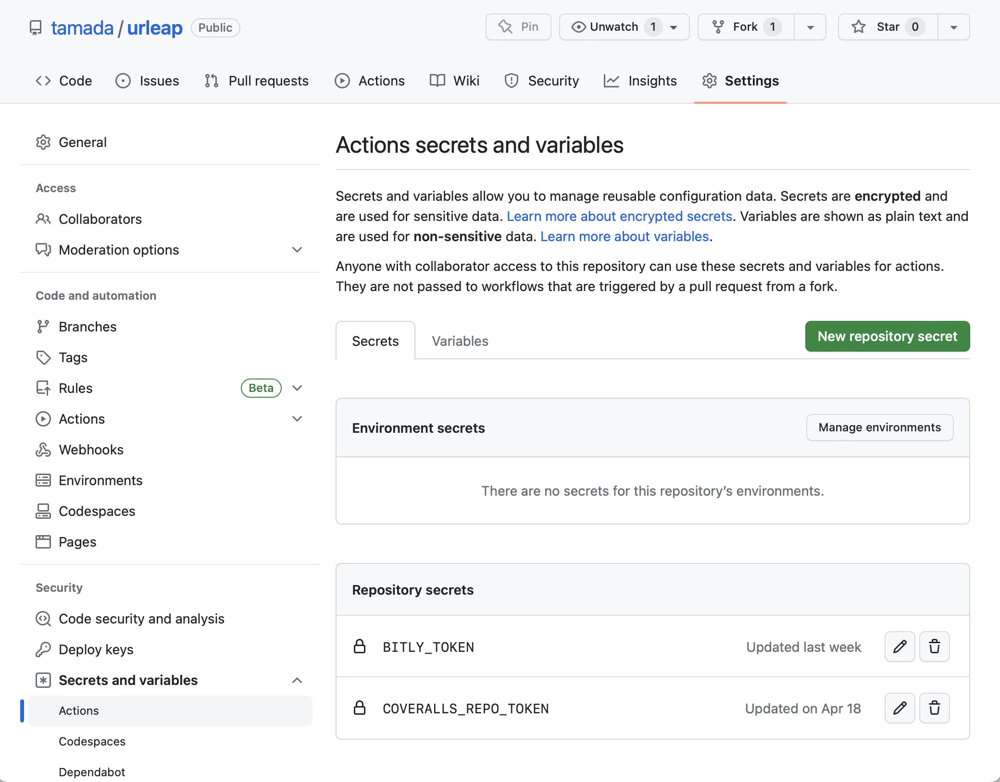 tamada / urleap Public
Pin
Unwatch 1
Fork 1
Star 0
Code
Issues
Pull requests
Actions
Wiki
Security
Insights
Settings
General
Access
Collaborators
Moderation options
Code and automation
Branches
Tags
Rules Beta
Actions
Webhooks
Environments
Codespaces
Pages
Security
Code security and analysis
Deploy keys
Secrets and variables
Actions
Codespaces
Dependabot
Actions secrets and variables
Secrets and variables allow you to manage reusable configuration data. Secrets are encrypted and
are used for sensitive data. Learn more about encrypted secrets. Variables are shown as plain text and
are used for non-sensitive data. Learn more about variables.
Anyone with collaborator access to this repository can use these secrets and variables for actions.
They are not passed to workflows that are triggered by a pull request from a fork.
Secrets
Variables
New repository secret
Environment secrets
Manage environments
There are no secrets for this repository’s environments.
Repository secrets
BITLY_TOKEN
Updated last week
COVERALLS_REPO_TOKEN
Updated on Apr 18